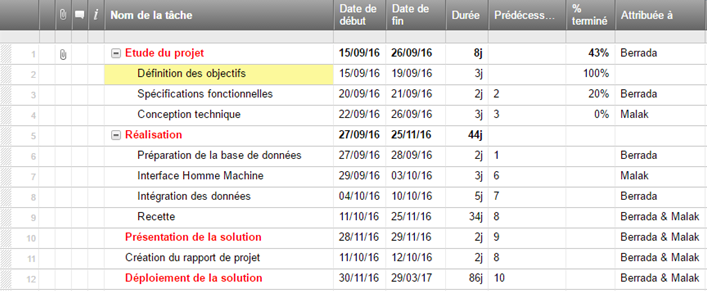 Nom de la tâche Date de début Date de fin Durée Prédécess... % terminé Attribuée à
1 Etude du projet 15/09/16 26/09/16 8j 43% Berrada
2 Définition des objectifs 15/09/16 19/09/16 3j 100%
3 Spécifications fonctionnelles 20/09/16 21/09/16 2j 2 20% Berrada
4 Conception technique 22/09/16 26/09/16 3j 3 0% Malak
5 Réalisation 27/09/16 25/11/16 44j
6 Préparation de la base de données 27/09/16 28/09/16 2j 1 Berrada
7 Interface Homme Machine 29/09/16 03/10/16 3j 6 Malak
8 Intégration des données 04/10/16 10/10/16 5j 7 Berrada
9 Recette 11/10/16 25/11/16 34j 8 Berrada & Malak
10 Présentation de la solution 28/11/16 29/11/16 2j 9 Berrada & Malak
11 Création du rapport de projet 11/10/16 12/10/16 2j 8 Berrada & Malak
12 Déploiement de la solution 30/11/16 29/03/17 86j 10 Berrada & Malak